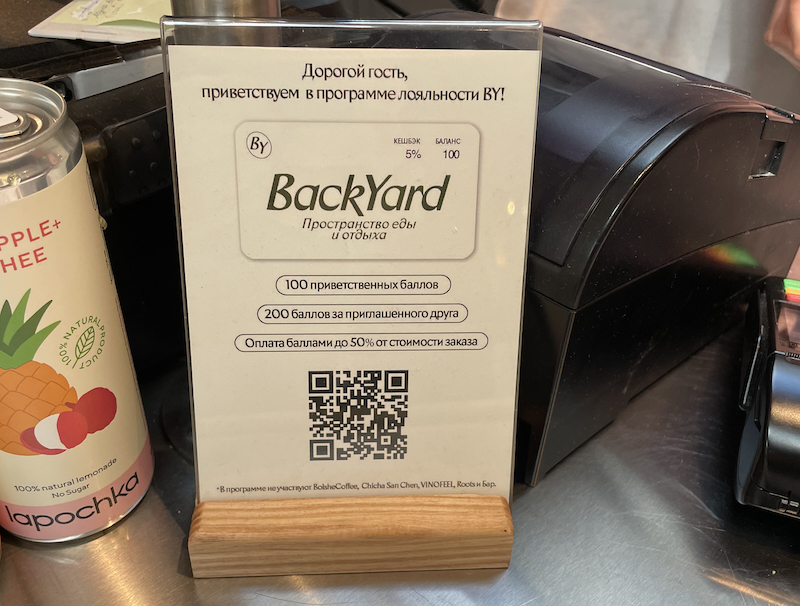 Дорогой гость,
приветствуем в программе лояльности BY!
BY
КЕШБЭК БАЛАНС
5% 100
BackYard
Пространство еды
и отдыха
100 приветственных баллов
200 баллов за приглашенного друга
Оплата баллами до 50% от стоимости заказа
*В программе не участвуют BolsheCoffee, Chicha San Chen, VINOFEEL, Roots и Бар.
PPLE+
HEE
100% NATURAL PRODUCT
100% natural lemonade
No Sugar
lapochka